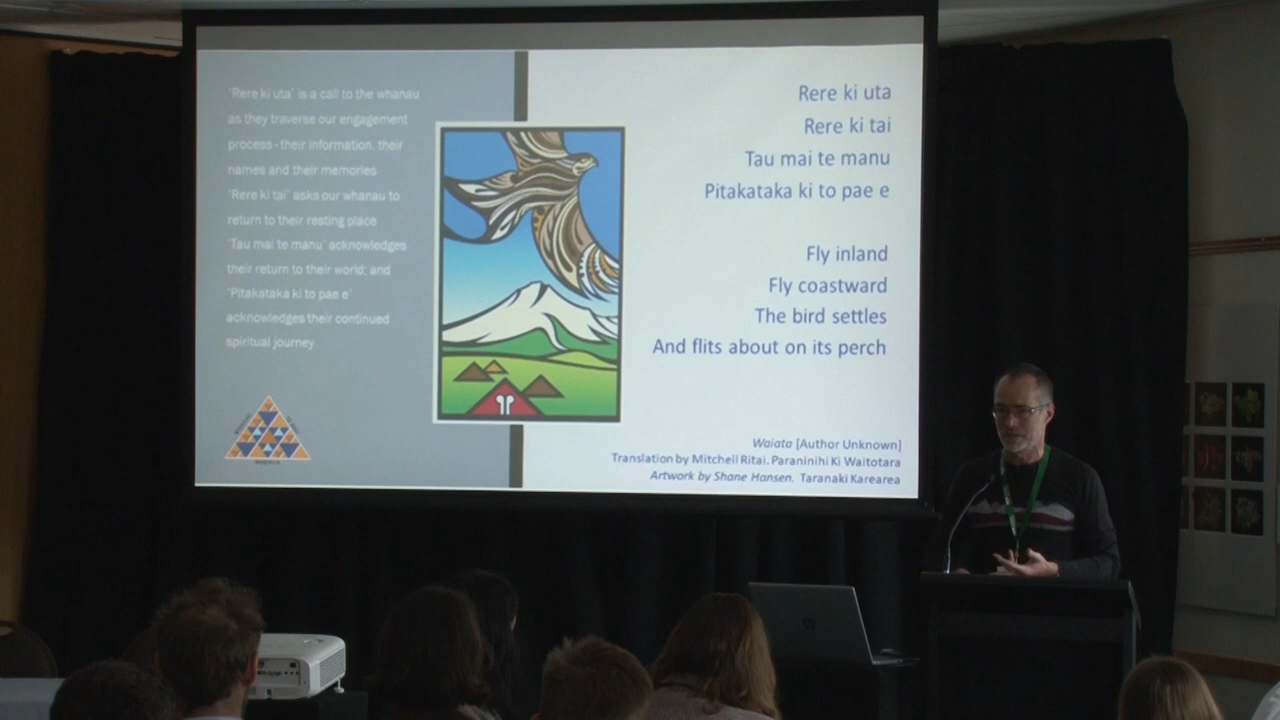 'Rere ki uta' is a call to the whanau
as they traverse our engagement
process - their information, their
names and their memories
'Rere ki tai' asks our whanau to
return to their resting place
'Tau mai te manu' acknowledges
their return to their world; and
'Pitakataka ki to pae e'
acknowledges their continued
spiritual journey
Rere ki uta
Rere ki tai
Tau mai te manu
Pitakataka ki to pae e
Fly inland
Fly coastward
The bird settles
And flits about on its perch
Waiata [Author Unknown]
Translation by Mitchell Ritai. Paraninihi Ki Waitotara
Artwork by Shane Hansen. Taranaki Karearea